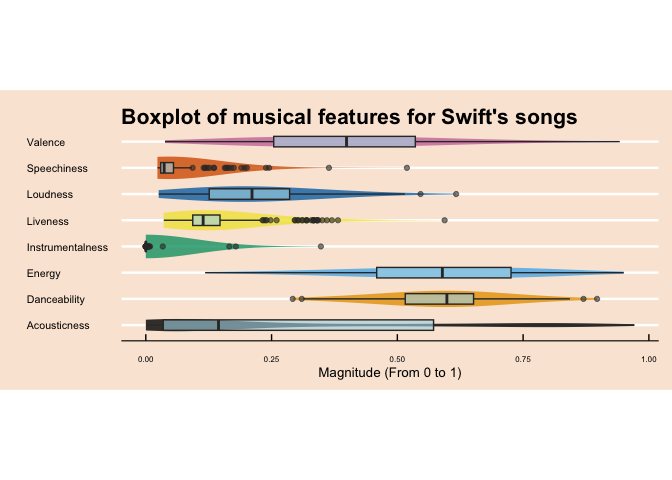 Boxplot of musical features for Swift's songs
Valence
Speechiness
Loudness
Liveness
Instrumentalness
Energy
Danceability
Acousticness
0.00 0.25 0.50 0.75 1.00
Magnitude (From 0 to 1)